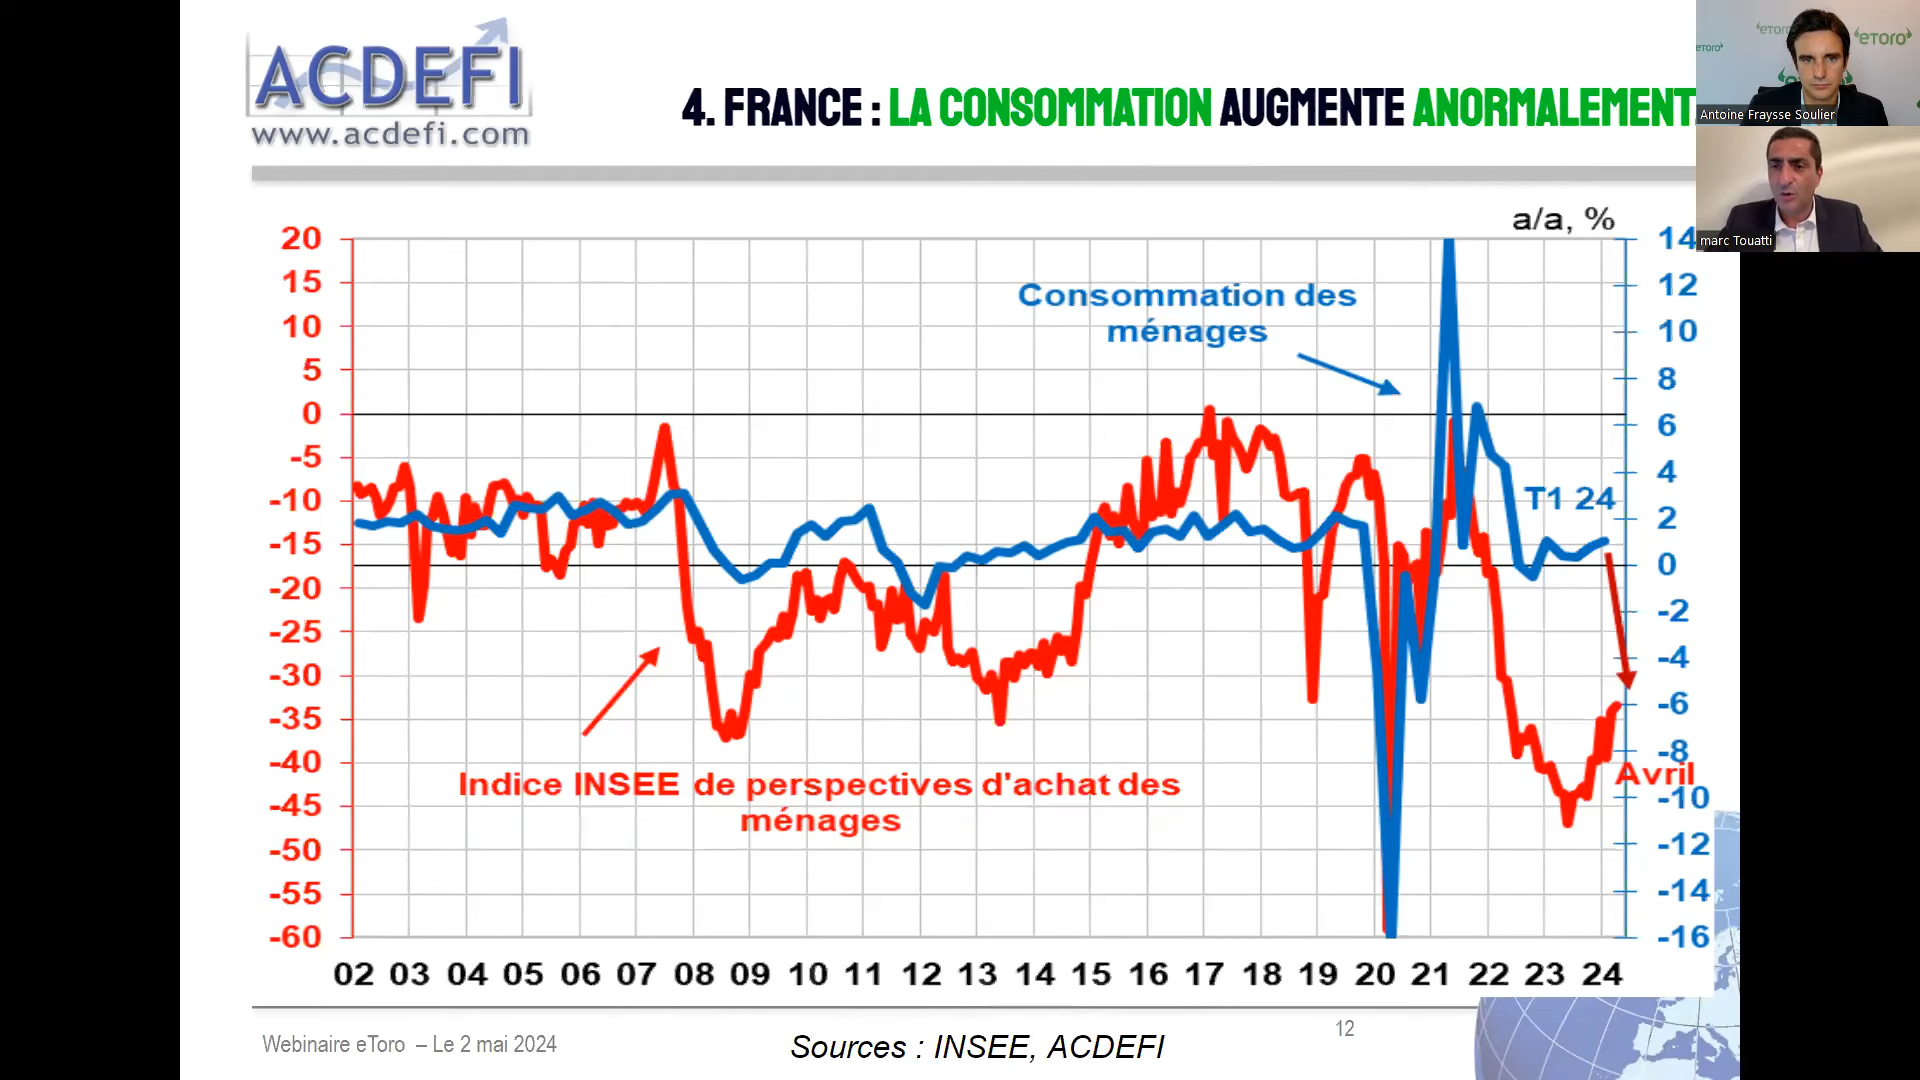 ACDEFI
www.acdefi.com
4. FRANCE : LA CONSOMMATION AUGMENTE ANORMALEMENT
eToro
eToro
eToro
Antoine Fraysse Soulier
marc Touatti
a/a, %
20
15
10
5
0
-5
-10
-15
-20
-25
-30
-35
-40
-45
-50
-55
-60
14
12
10
8
6
4
2
0
-2
-4
-6
-8
-10
-12
-14
-16
Consommation des
ménages
T1 24
Indice INSEE de perspectives d'achat des
ménages
Avril
02 03 04 05 06 07 08 09 10 11 12 13 14 15 16 17 18 19 20 21 22 23 24
Webinaire eToro – Le 2 mai 2024
Sources : INSEE, ACDEFI
12